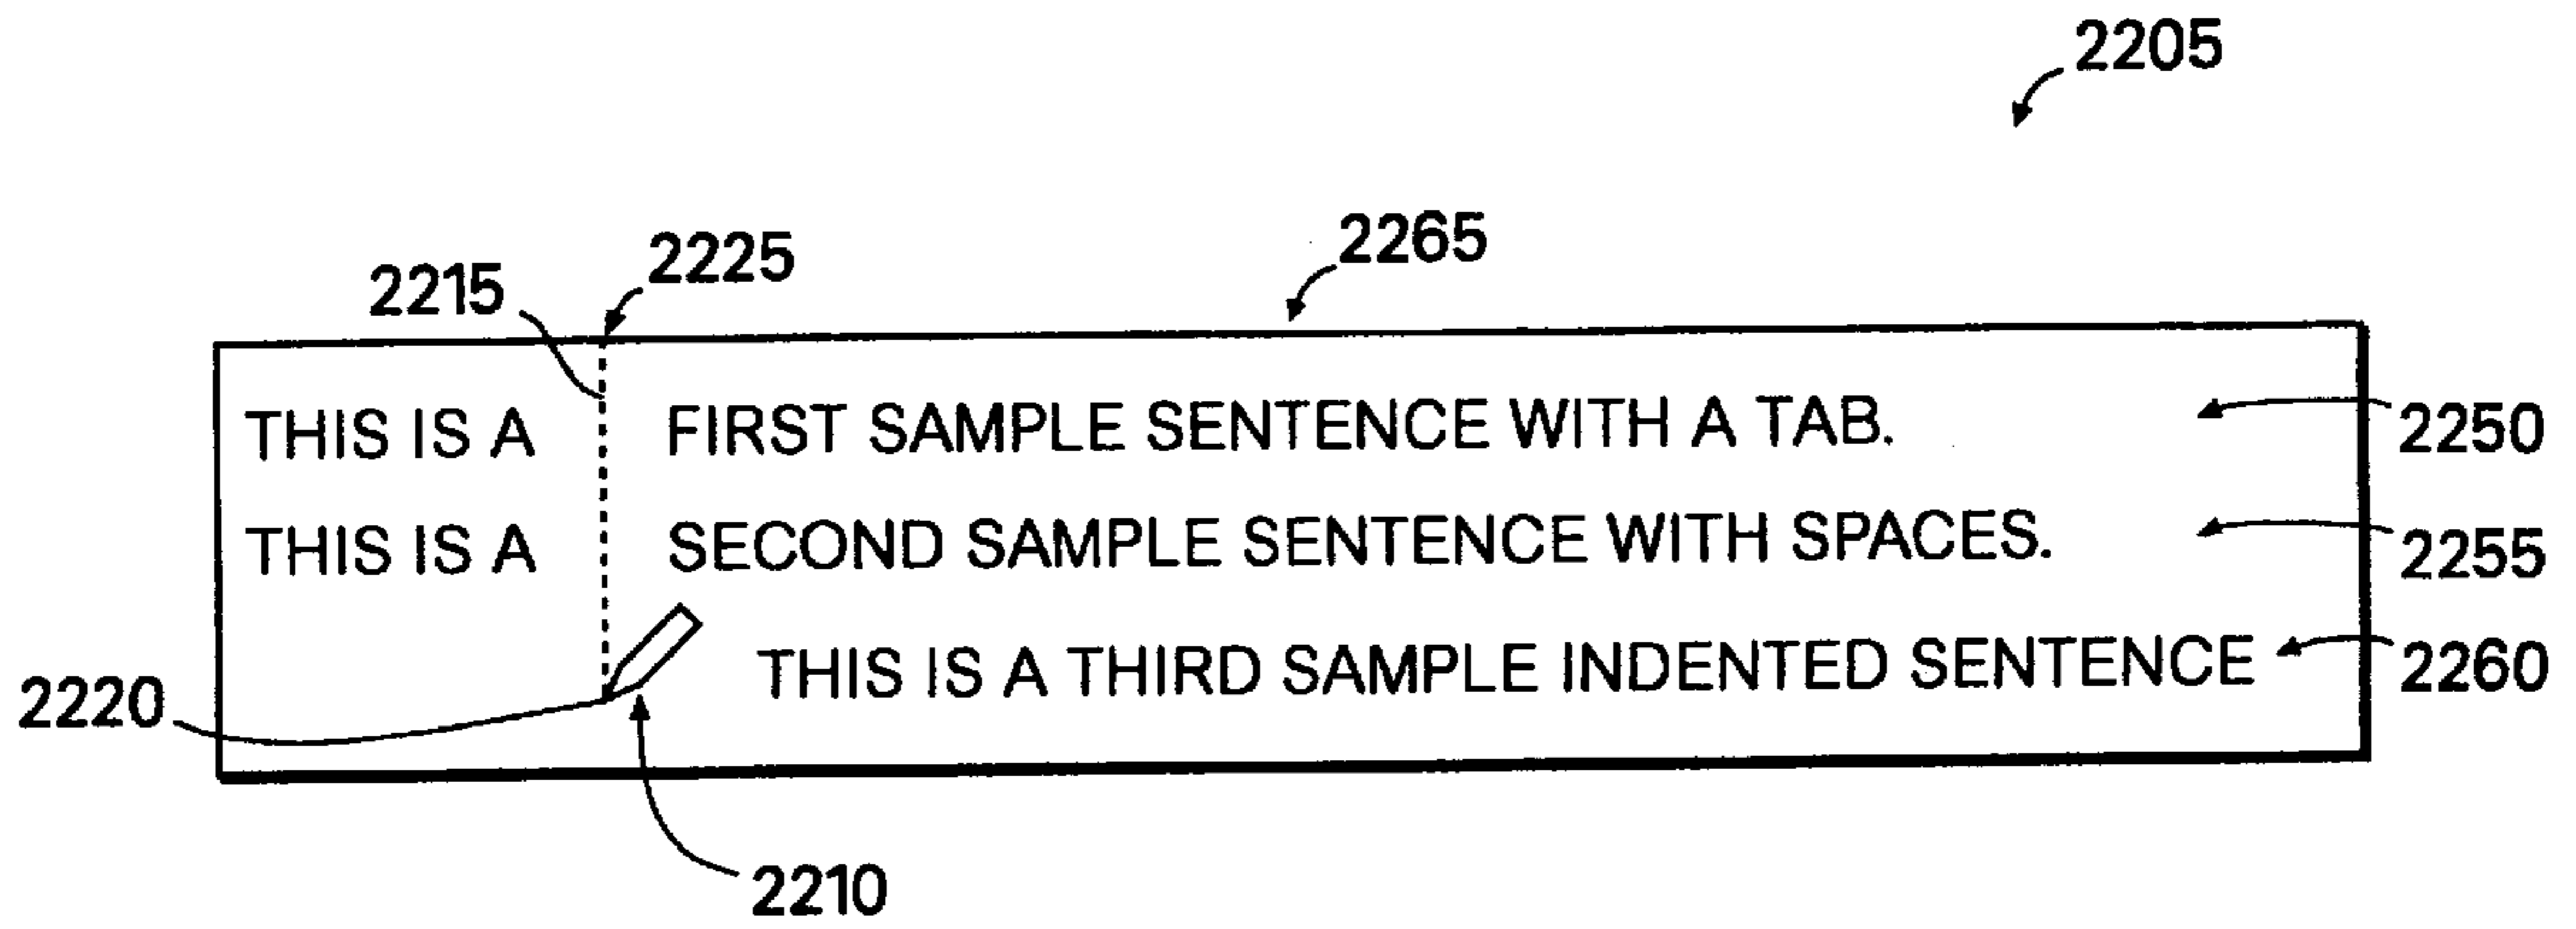 2205
2265
2225
2215
THIS IS A FIRST SAMPLE SENTENCE WITH A TAB. 2250
THIS IS A SECOND SAMPLE SENTENCE WITH SPACES. 2255
THIS IS A THIRD SAMPLE INDENTED SENTENCE 2260
2220
2210